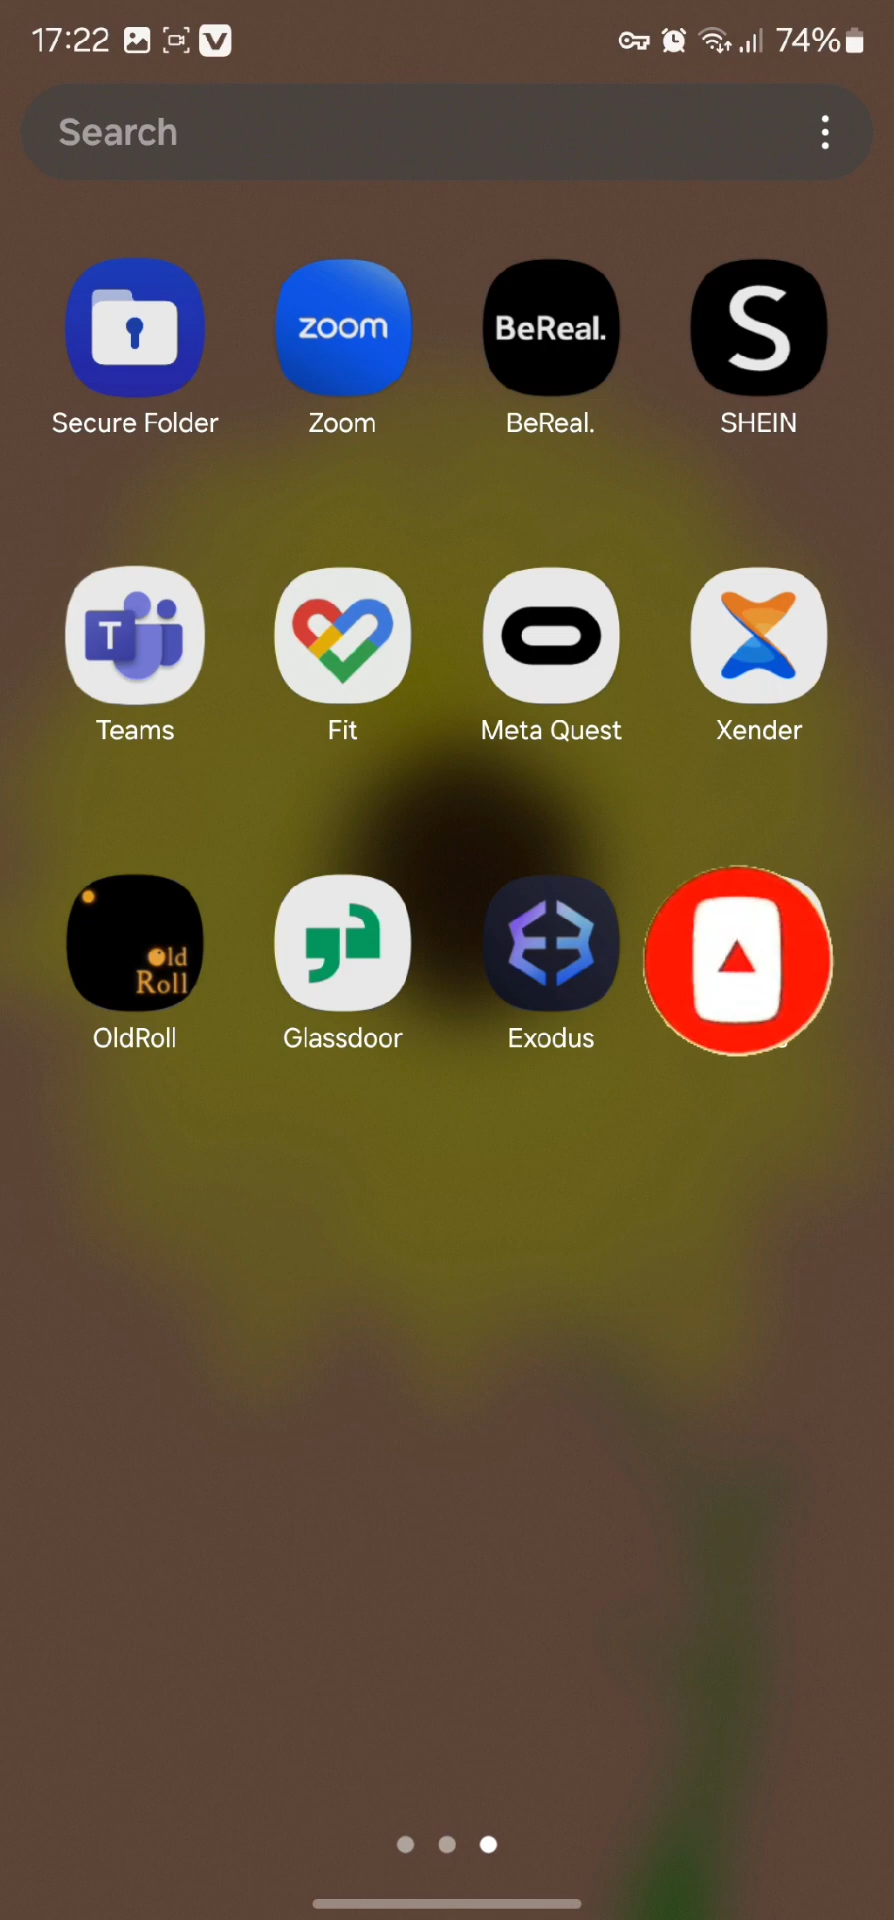 17:22
74%
Search
zoom
BeReal.
S
Secure Folder
Zoom
BeReal.
SHEIN
T
Teams
Fit
Meta Quest
Xender
Old
Roll
OldRoll
Glassdoor
Exodus